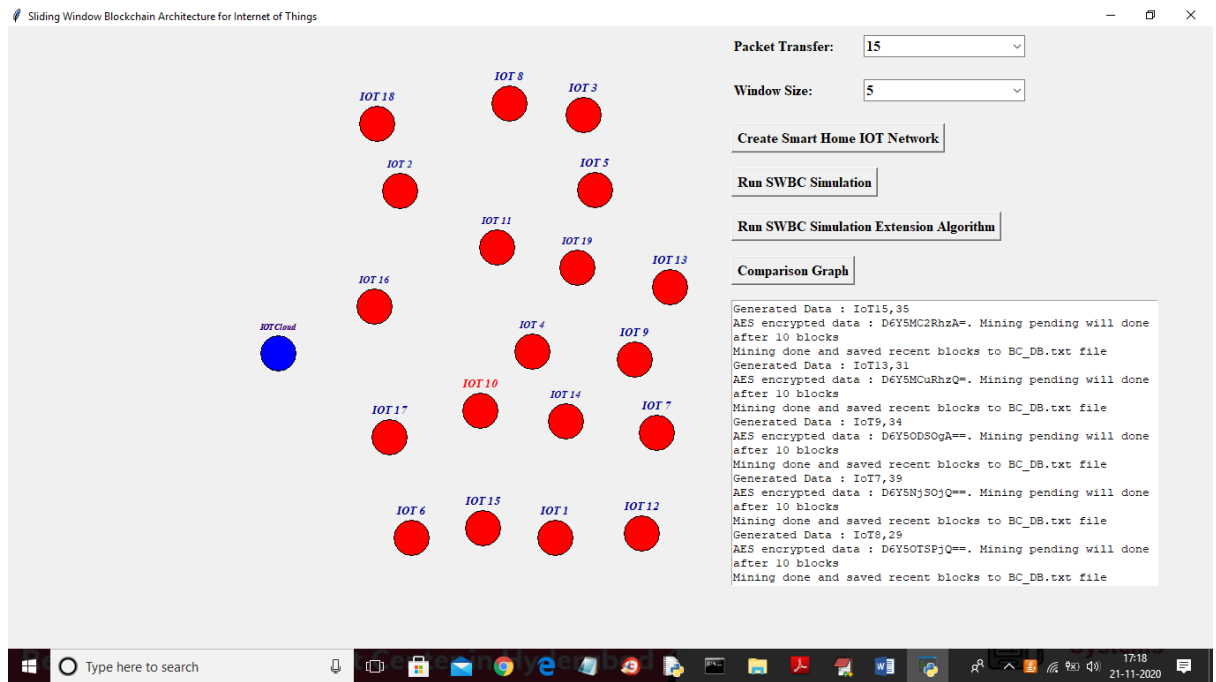 Sliding Window Blockchain Architecture for Internet of Things
Packet Transfer: 15
Window Size: 5
Create Smart Home IOT Network
Run SWBC Simulation
Run SWBC Simulation Extension Algorithm
Comparison Graph
IOT 8
IOT 3
IOT 18
IOT 2
IOT 5
IOT 11
IOT 19
IOT 13
IOT 16
IOT Cloud
IOT 4
IOT 9
IOT 10
IOT 14
IOT 7
IOT 17
IOT 6
IOT 15
IOT 1
IOT 12
Generated Data : IoT15,35
AES encrypted data : D6Y5MC2RhzA=. Mining pending will done
after 10 blocks
Mining done and saved recent blocks to BC_DB.txt file
Generated Data : IoT13,31
AES encrypted data : D6Y5MCuRhzQ=. Mining pending will done
after 10 blocks
Mining done and saved recent blocks to BC_DB.txt file
Generated Data : IoT9,34
AES encrypted data : D6Y5ODSOgA==. Mining pending will done
after 10 blocks
Mining done and saved recent blocks to BC_DB.txt file
Generated Data : IoT7,39
AES encrypted data : D6Y5NjSOjQ==. Mining pending will done
after 10 blocks
Mining done and saved recent blocks to BC_DB.txt file
Generated Data : IoT8,29
AES encrypted data : D6Y5OTSPjQ==. Mining pending will done
after 10 blocks
Mining done and saved recent blocks to BC_DB.txt file
Type here to search
17:18
21-11-2020